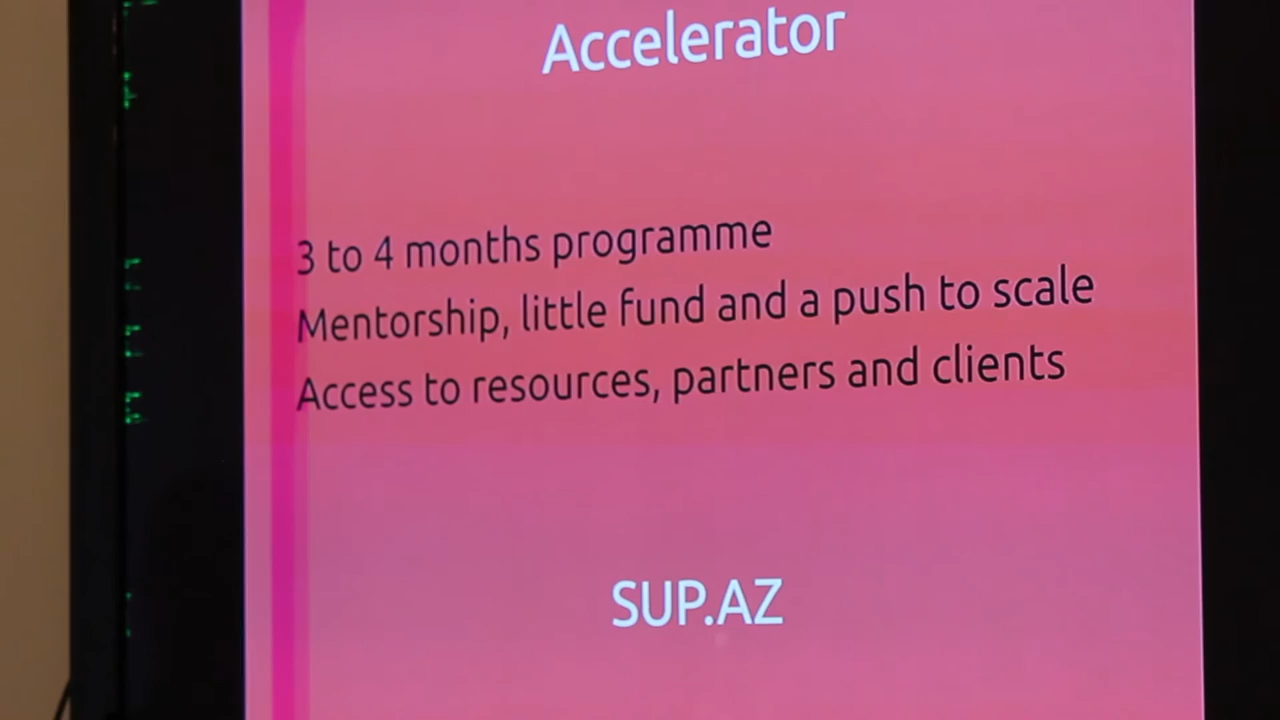 Accelerator
3 to 4 months programme
Mentorship, little fund and a push to scale
Access to resources, partners and clients
SUP.AZ